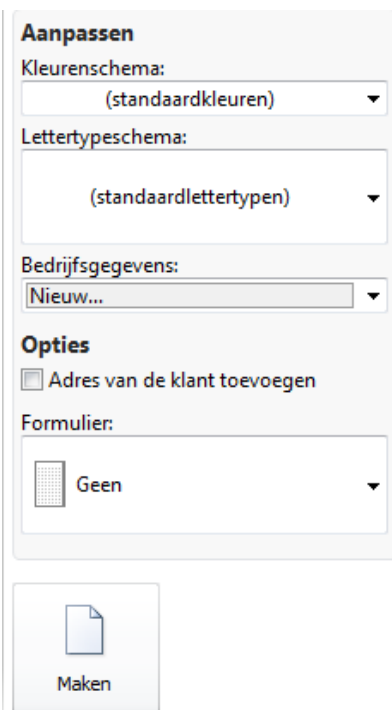 Aanpassen
Kleurenschema:
(standaardkleuren)
Lettertypeschema:
(standaardlettertypen)
Bedrijfsgegevens:
Nieuw...
Opties
Adres van de klant toevoegen
Formulier:
Geen
Maken